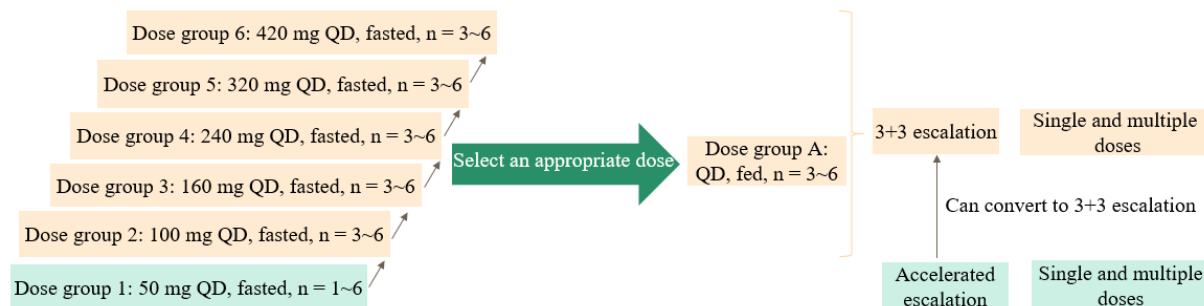 Dose group 6: 420 mg QD, fasted, n = 3~6
Dose group 5: 320 mg QD, fasted, n = 3~6
Dose group 4: 240 mg QD, fasted, n = 3~6
Dose group 3: 160 mg QD, fasted, n = 3~6
Dose group 2: 100 mg QD, fasted, n = 3~6
Dose group 1: 50 mg QD, fasted, n = 1~6
Select an appropriate dose
Dose group A:
QD, fed, n = 3~6
3+3 escalation
Single and multiple
doses
Can convert to 3+3 escalation
Accelerated
escalation
Single and multiple
doses